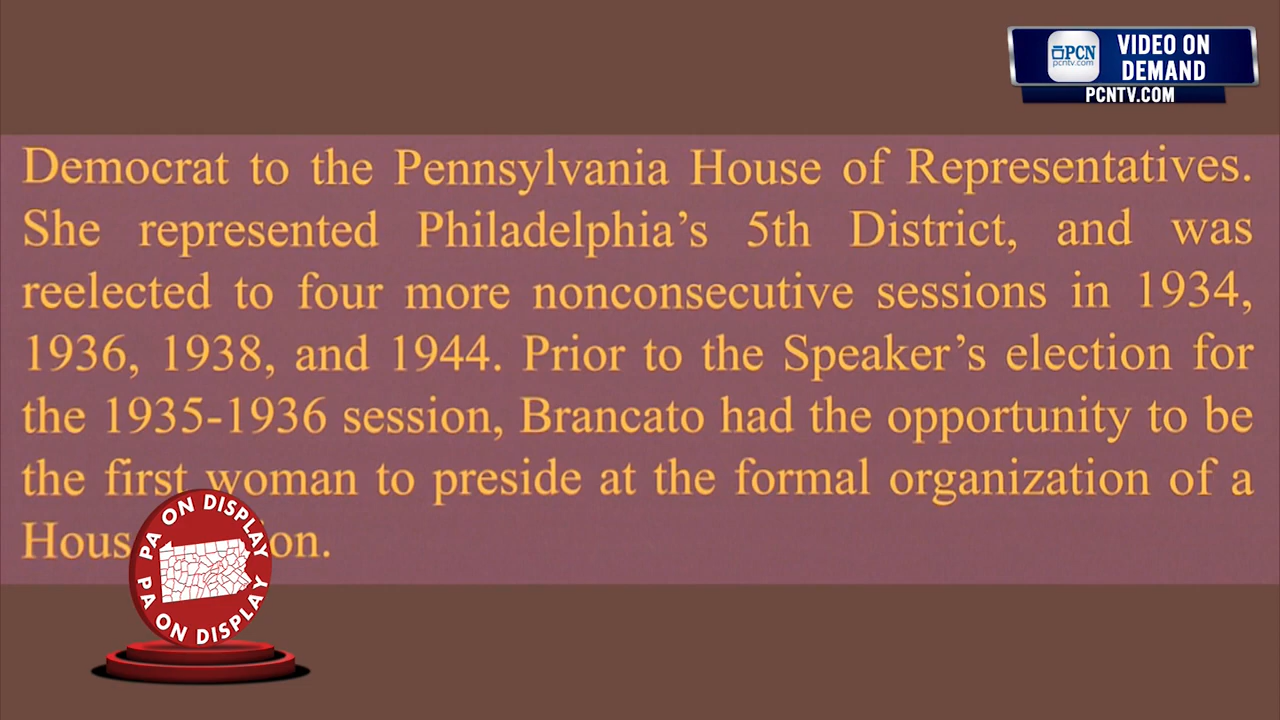 PCN
pcntv.com
VIDEO ON
DEMAND
PCNTV.COM
Democrat to the Pennsylvania House of Representatives.
She represented Philadelphia’s 5th District, and was
reelected to four more nonconsecutive sessions in 1934,
1936, 1938, and 1944. Prior to the Speaker’s election for
the 1935-1936 session, Brancato had the opportunity to be
the first woman to preside at the formal organization of a
PA ON DISPLAY
PA ON DISPLAY